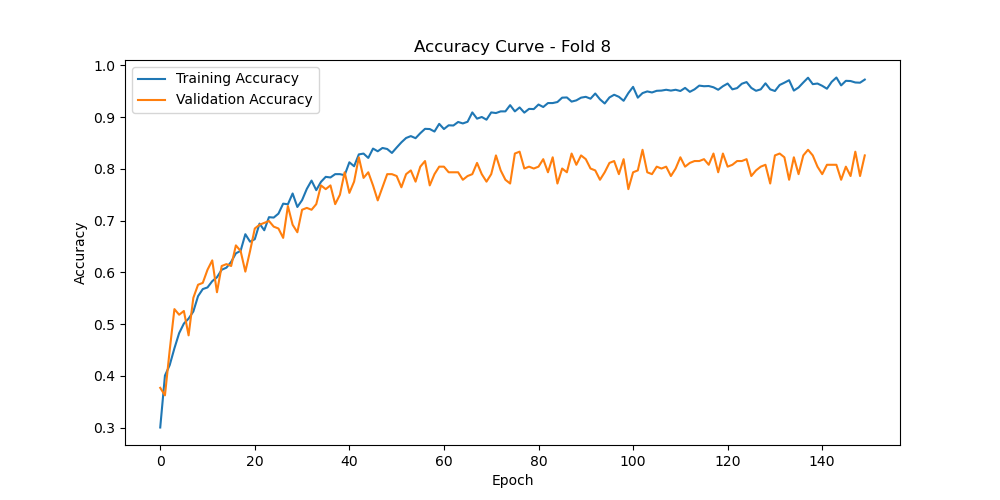 Accuracy Curve - Fold 8
Training Accuracy
Validation Accuracy
Accuracy
1.0
0.9
0.8
0.7
0.6
0.5
0.4
0.3
0 20 40 60 80 100 120 140
Epoch